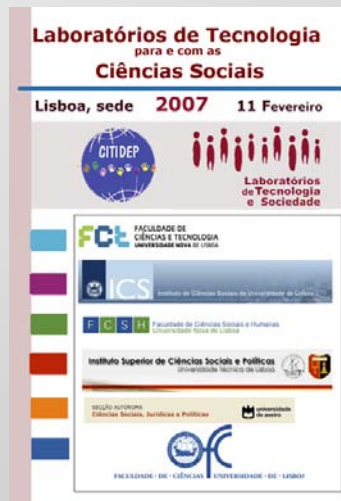 Laboratórios de Tecnologia
para e com as
Ciências Sociais
Lisboa, sede 2007 11 Fevereiro
CITIDEP
Laboratórios
de Tecnologia
e Sociedade
FCt FACULDADE DE
CIÊNCIAS E TECNOLOGIA
UNIVERSIDADE NOVA DE LISBOA
ICS Instituto de Ciências Sociais da Universidade de Lisboa
FCSH Faculdade de Ciências Sociais e Humanas
Universidade Nova de Lisboa
Instituto Superior de Ciências Sociais e Políticas
Universidade Técnica de Lisboa
SECÇÃO AUTÓNOMA
Ciências Sociais, Jurídicas e Políticas
universidade
de aveiro
FACULDADE · DE · CIÊNCIAS UNIVERSIDADE · DE · LISBOA